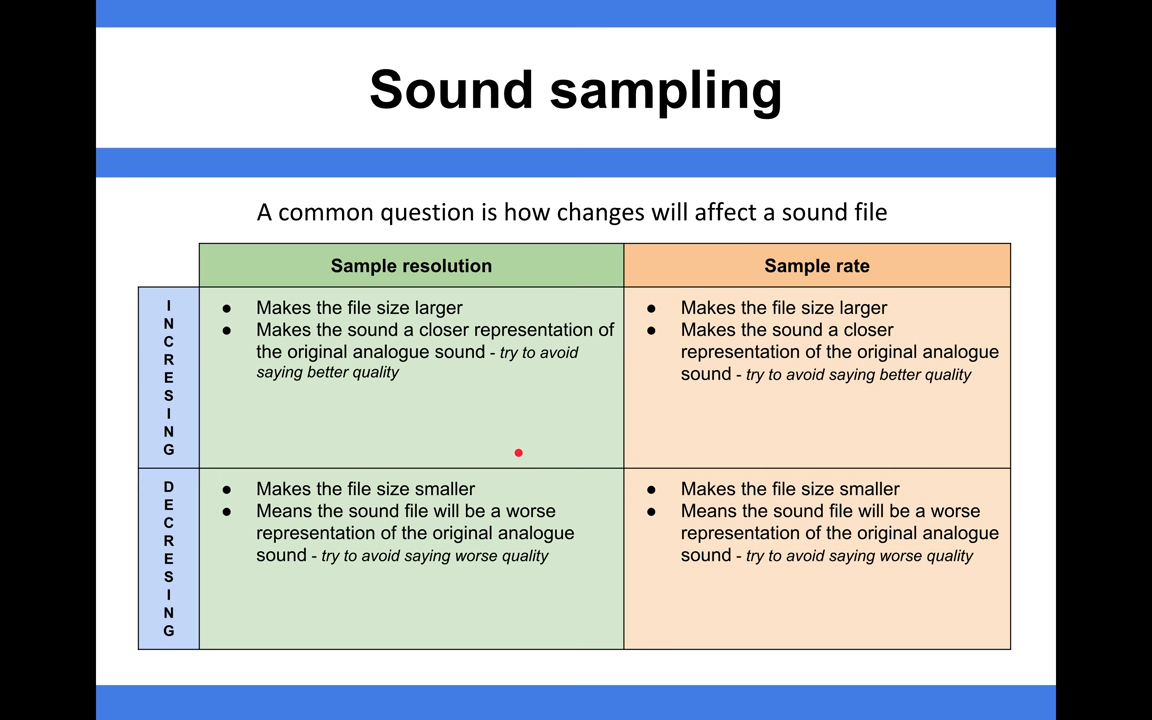 Sound sampling
A common question is how changes will affect a sound file
Sample resolution
Sample rate
INCRESING
● Makes the file size larger
● Makes the sound a closer representation of
the original analogue sound - try to avoid
saying better quality
● Makes the file size larger
● Makes the sound a closer
representation of the original analogue
sound - try to avoid saying better quality
DECRESING
● Makes the file size smaller
● Means the sound file will be a worse
representation of the original analogue
sound - try to avoid saying worse quality
● Makes the file size smaller
● Means the sound file will be a worse
representation of the original analogue
sound - try to avoid saying worse quality